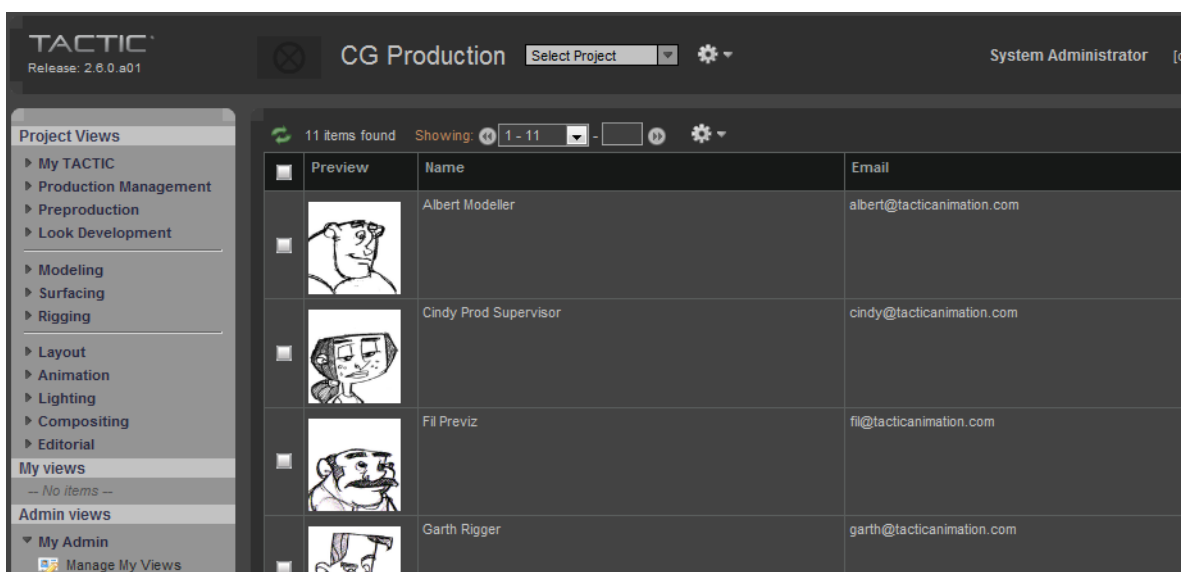 TACTIC
Release: 2.6.0.a01
CG Production
Select Project
System Administrator
Project Views
My TACTIC
Production Management
Preproduction
Look Development
Modeling
Surfacing
Rigging
Layout
Animation
Lighting
Compositing
Editorial
My views
-- No items --
Admin views
My Admin
Manage My Views
11 items found Showing: 1 - 11 -
Preview Name Email
Albert Modeller albert@tacticanimation.com
Cindy Prod Supervisor cindy@tacticanimation.com
Fil Previz fil@tacticanimation.com
Garth Rigger garth@tacticanimation.com